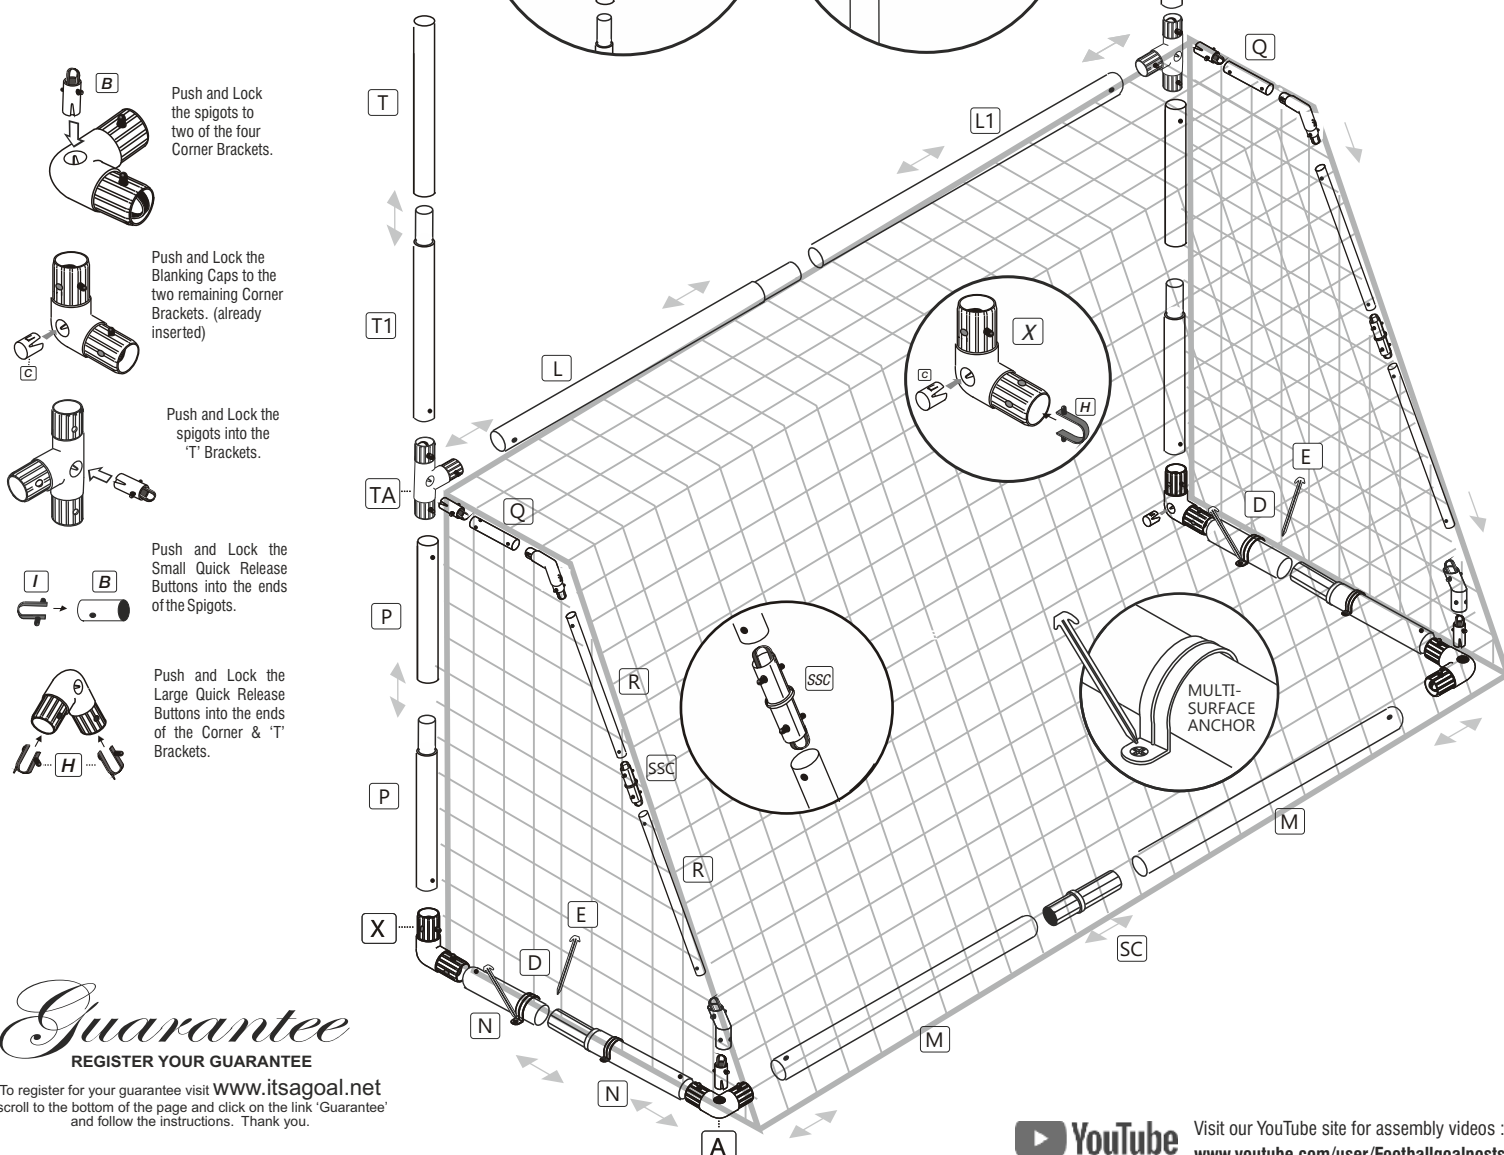 B
Push and Lock
the spigots to
two of the four
Corner Brackets.
Push and Lock the
Blanking Caps to the
two remaining Corner
Brackets. (already
inserted)
C
Push and Lock the
spigots into the
‘T’ Brackets.
Push and Lock the
Small Quick Release
Buttons into the ends
of the Spigots.
I
B
Push and Lock the
Large Quick Release
Buttons into the ends
of the Corner & ‘T’
Brackets.
H
T
T1
TA
P
P
X
L
L1
Q
Q
C
X
H
E
D
R
SSC
SSC
R
MULTI-
SURFACE
ANCHOR
M
SC
M
E
D
N
N
A
Guarantee
REGISTER YOUR GUARANTEE
To register for your guarantee visit www.itsagoal.net
scroll to the bottom of the page and click on the link ‘Guarantee’
and follow the instructions. Thank you.
YouTube
Visit our YouTube site for assembly videos :
www.youtube.com/user/Footballgoalposts